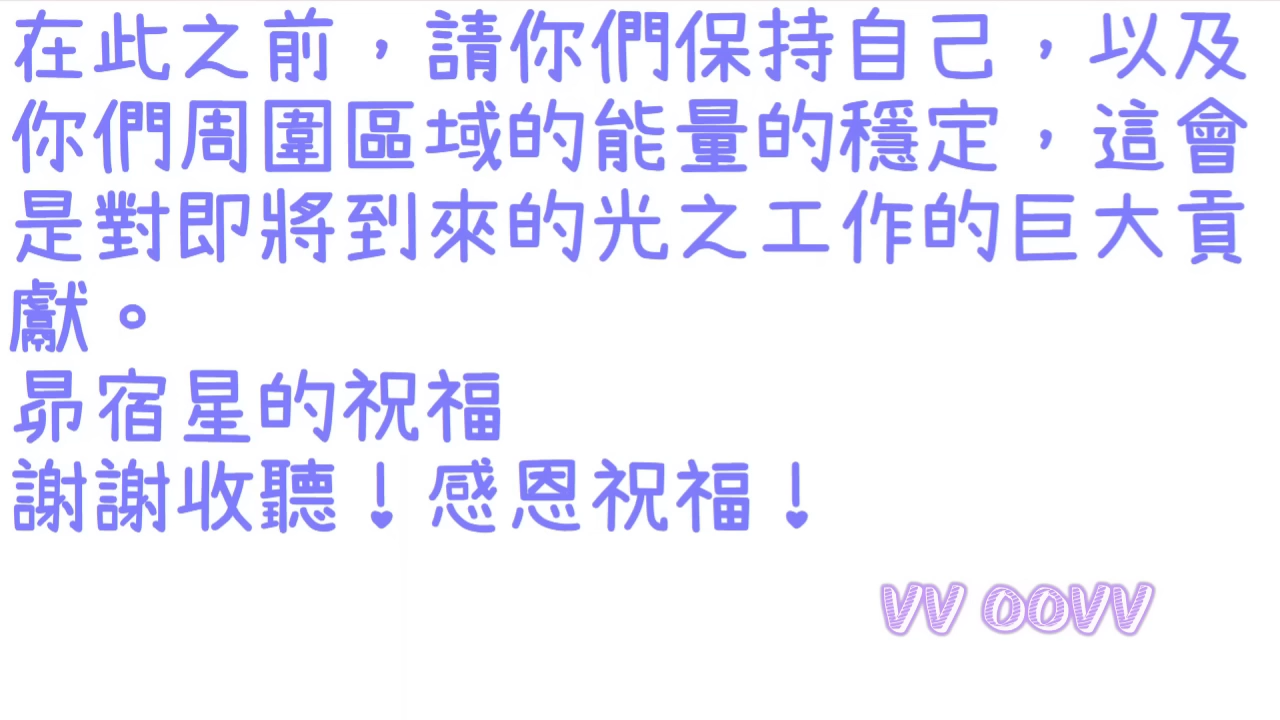 在此之前，請你們保持自己，以及
你們周圍區域的能量的穩定，這會
是對即將到來的光之工作的巨大貢
獻。
昴宿星的祝福
謝謝收聽！感恩祝福！
VV OOVV